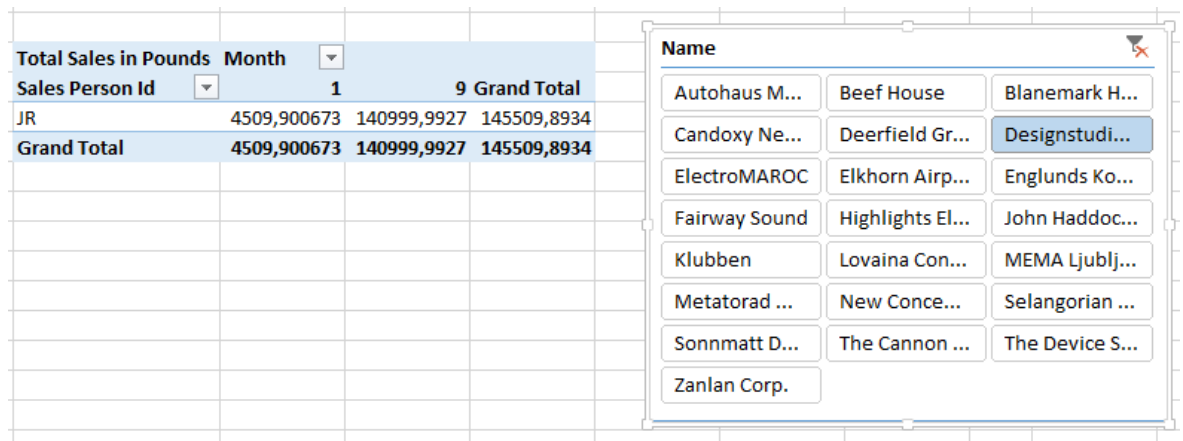 Total Sales in Pounds Month
Sales Person Id 1 9 Grand Total
JR 4509,900673 140999,9927 145509,8934
Grand Total 4509,900673 140999,9927 145509,8934
Name
Autohaus M... Beef House Blanemark H...
Candoxy Ne... Deerfield Gr... Designstudi...
ElectroMAROC Elkhorn Airp... Englunds Ko...
Fairway Sound Highlights El... John Haddoc...
Klubben Lovaina Con... MEMA Ljublj...
Metatorad ... New Conce... Selangorian ...
Sonnmatt D... The Cannon ... The Device S...
Zanlan Corp.